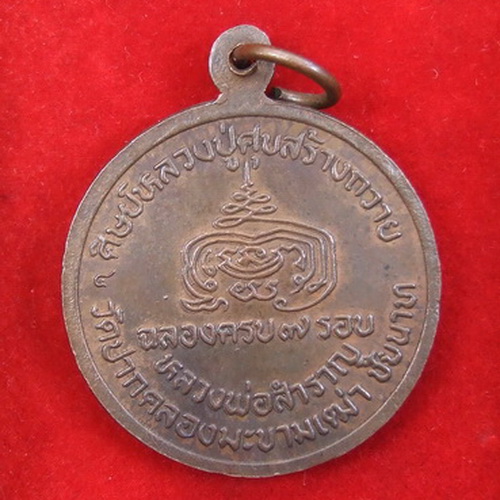 ศิษย์หลวงปู่ศุขสร้างถวาย
ฉลองครบ ๗ รอบ
หลวงพ่อสำราญ
วัดปากคลองมะขามเฒ่า ชัยนาท